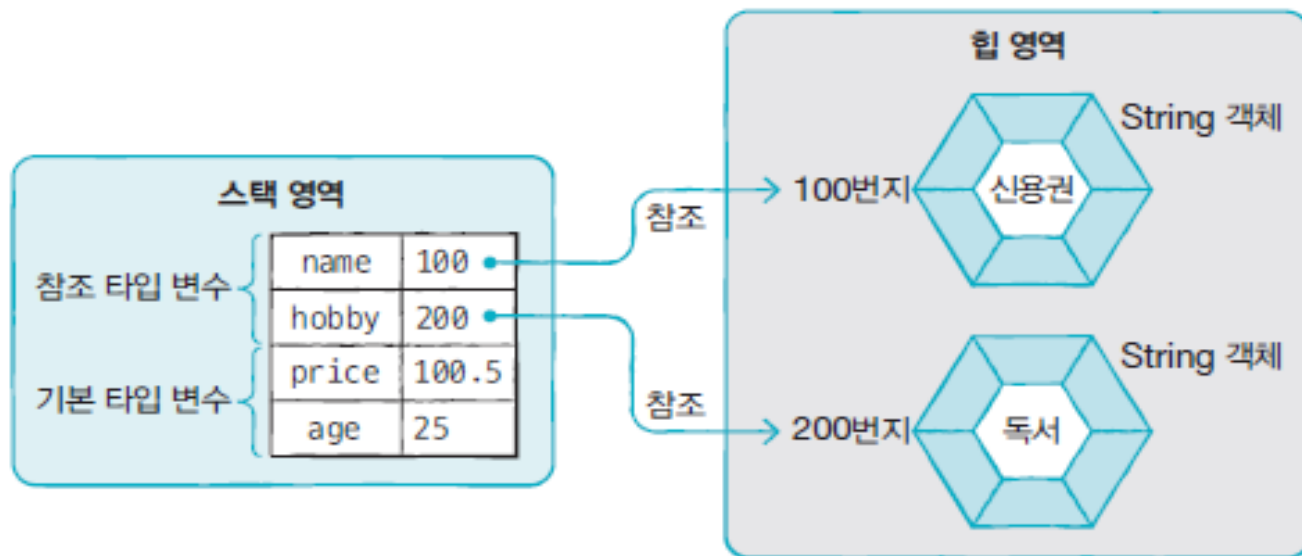 스택 영역
참조 타입 변수
기본 타입 변수
name 100
hobby 200
price 100.5
age 25
참조
참조
힙 영역
100번지
신용권
String 객체
200번지
독서
String 객체